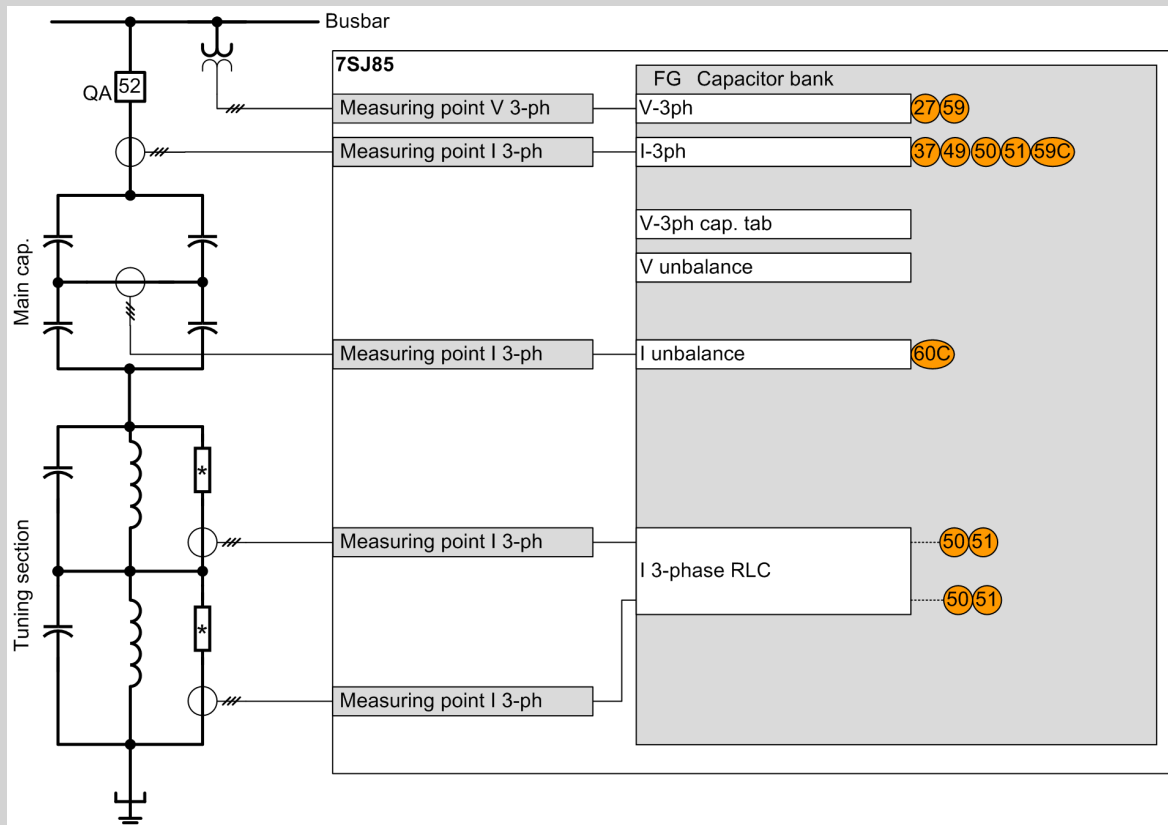 Busbar
7SJ85
FG Capacitor bank
QA 52
Measuring point V 3-ph
V-3ph
27 59
Measuring point I 3-ph
I-3ph
37 49 50 51 59C
V-3ph cap. tab
V unbalance
Main cap.
Measuring point I 3-ph
I unbalance
60C
*
Measuring point I 3-ph
50 51
I 3-phase RLC
Tuning section
50 51
*
Measuring point I 3-ph